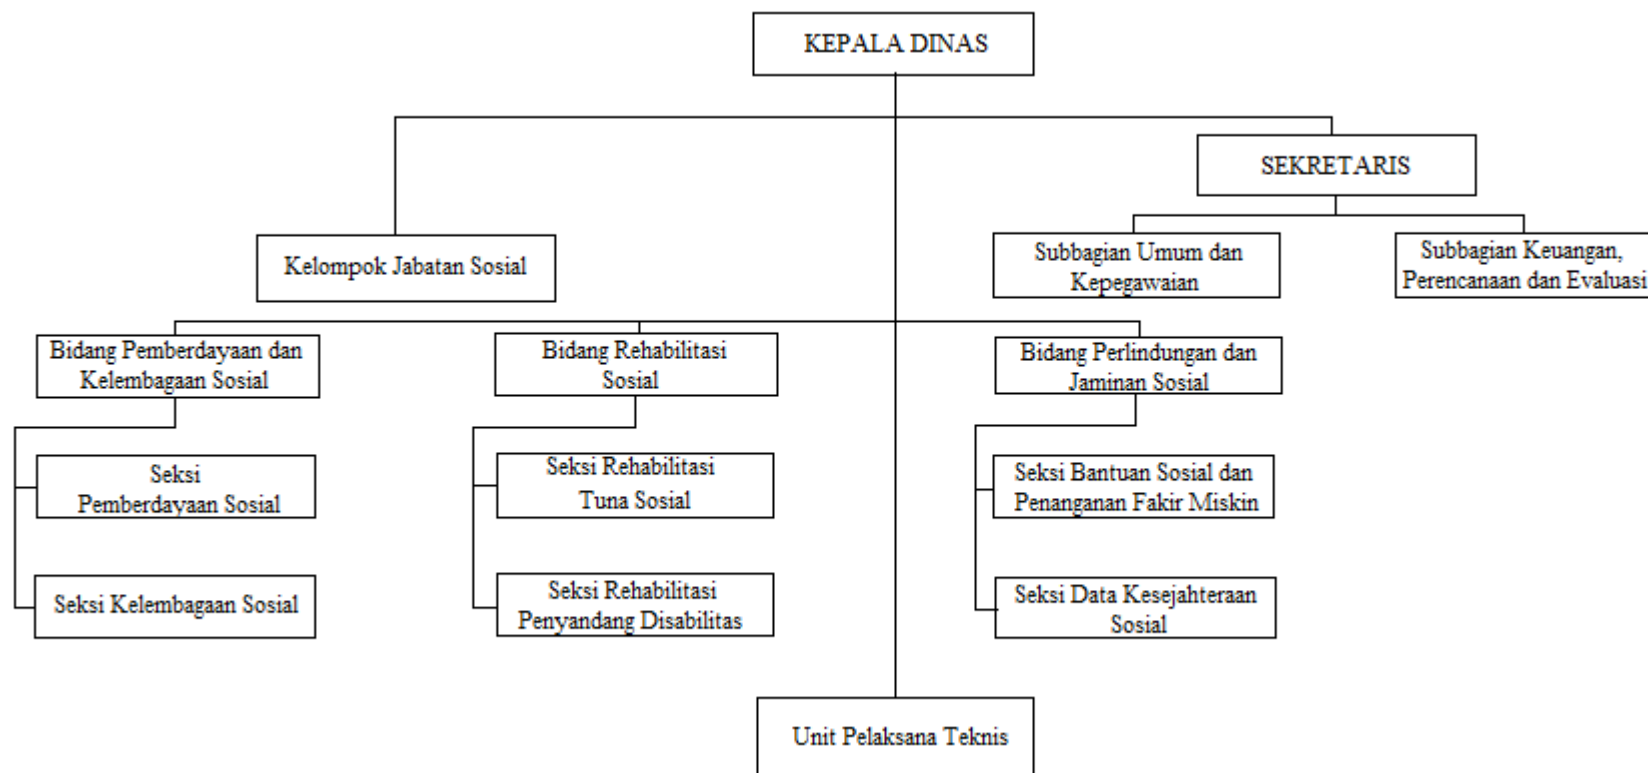 KEPALA DINAS
SEKRETARIS
Kelompok Jabatan Sosial
Subbagian Umum dan
Kepegawaian
Subbagian Keuangan,
Perencanaan dan Evaluasi
Bidang Pemberdayaan dan
Kelembagaan Sosial
Bidang Rehabilitasi
Sosial
Bidang Perlindungan dan
Jaminan Sosial
Seksi
Pemberdayaan Sosial
Seksi Rehabilitasi
Tuna Sosial
Seksi Bantuan Sosial dan
Penanganan Fakir Miskin
Seksi Kelembagaan Sosial
Seksi Rehabilitasi
Penyandang Disabilitas
Seksi Data Kesejahteraan
Sosial
Unit Pelaksana Teknis